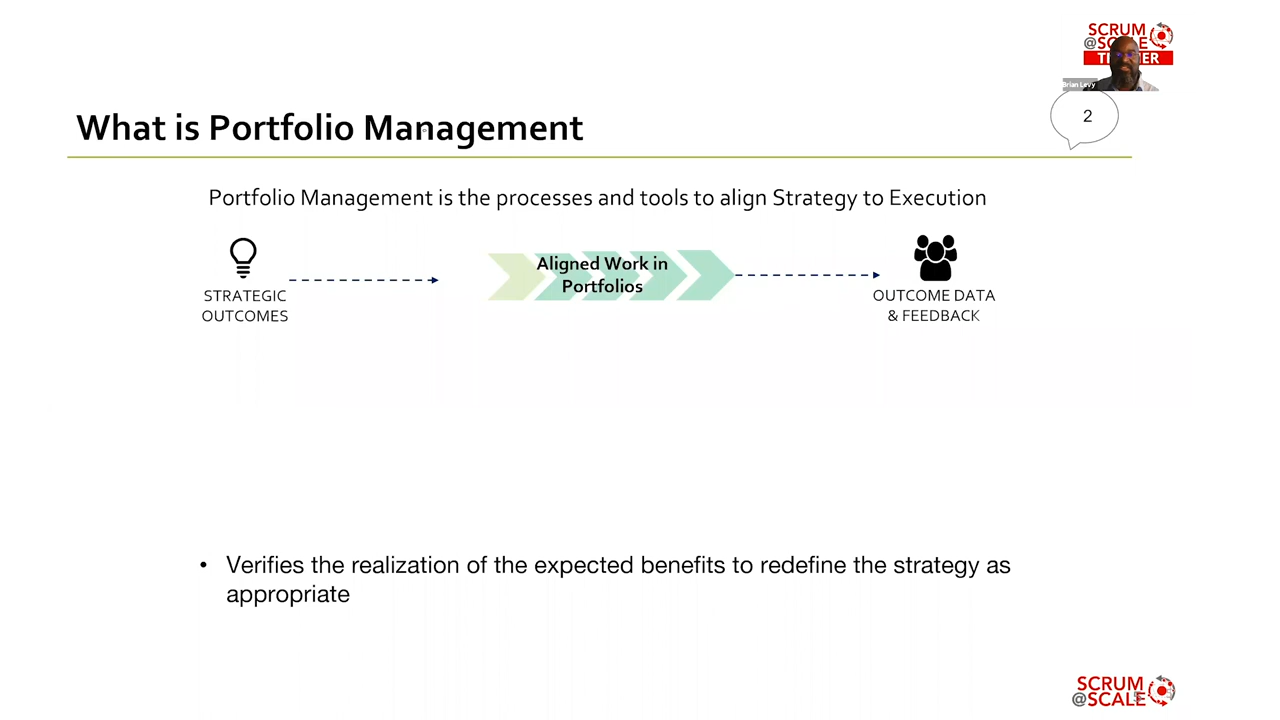 SCRUM
@SCALE
Brian Levy
2
What is Portfolio Management
Portfolio Management is the processes and tools to align Strategy to Execution
Aligned Work in
Portfolios
STRATEGIC
OUTCOMES
OUTCOME DATA
& FEEDBACK
• Verifies the realization of the expected benefits to redefine the strategy as
appropriate
SCRUM
@SCALE